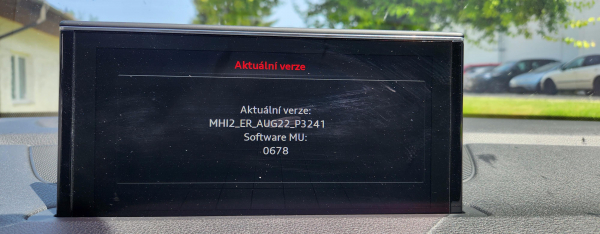 Aktuální verze
Aktuální verze:
MHI2_ER_AUG22_P3241
Software MU:
0678